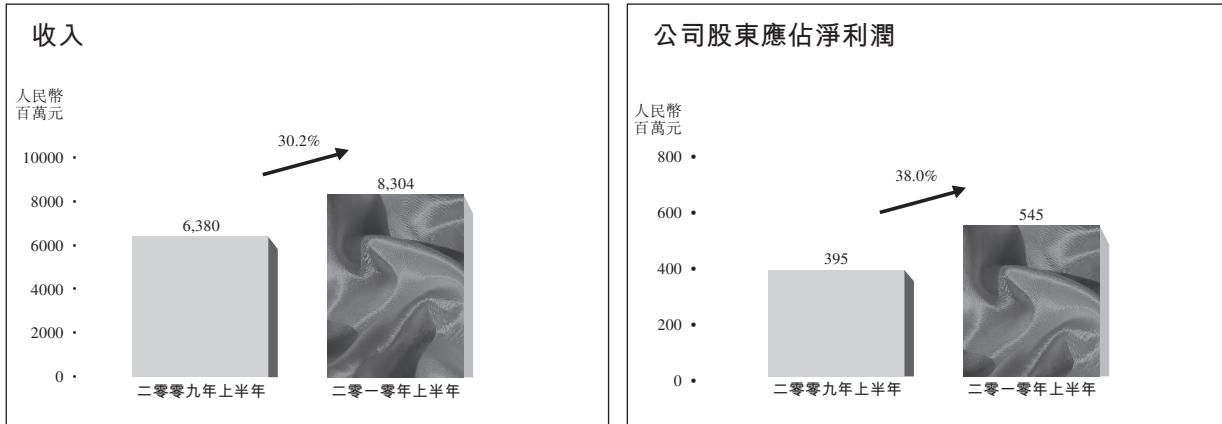 收入
人民幣
百萬元
30.2%
10000
8,304
8000
6,380
6000
4000
2000
0
二零零九年上半年
二零一零年上半年
公司股東應佔淨利潤
人民幣
百萬元
800
38.0%
600
545
395
400
200
0
二零零九年上半年
二零一零年上半年